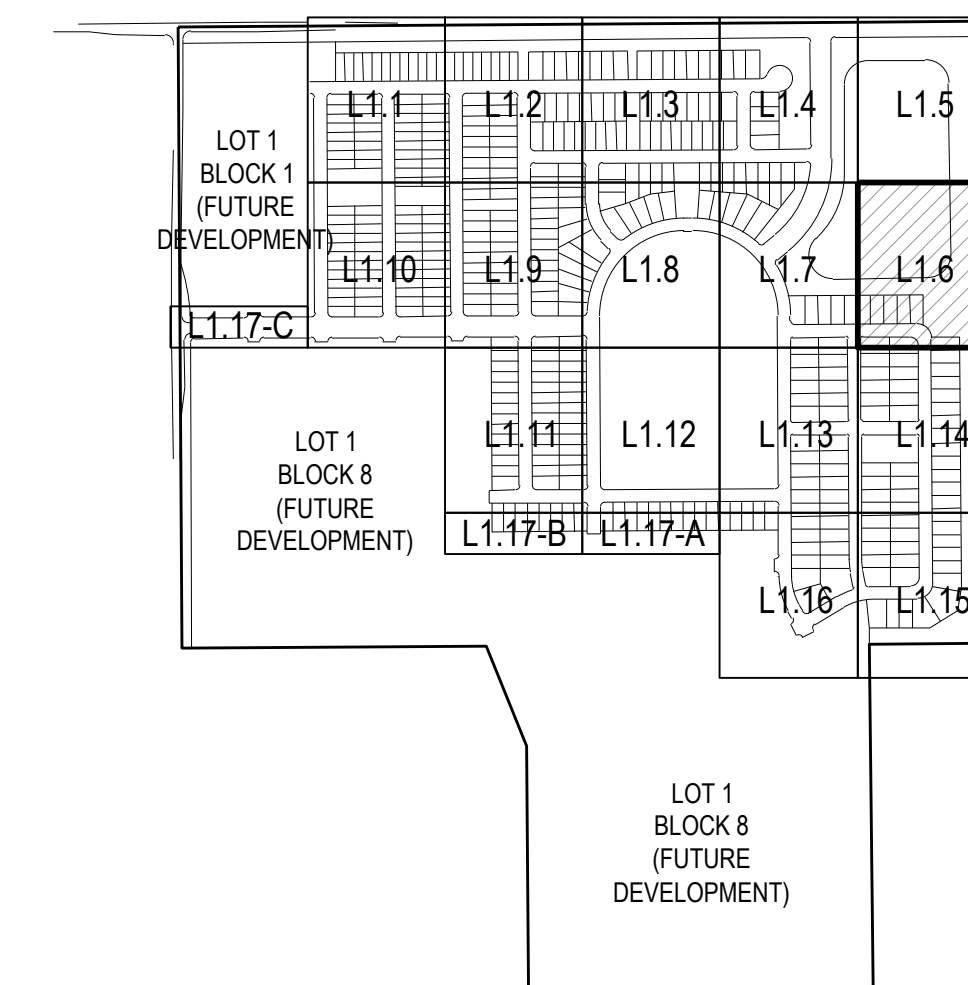 L1.1
L1.2
L1.3
L1.4
L1.5
LOT 1
BLOCK 1
(FUTURE
DEVELOPMENT)
L1.10
L1.9
L1.8
L1.7
L1.6
L1.17-C
LOT 1
BLOCK 8
(FUTURE
DEVELOPMENT)
L1.11
L1.12
L1.13
L1.14
L1.17-B
L1.17-A
L1.16
L1.15
LOT 1
BLOCK 8
(FUTURE
DEVELOPMENT)